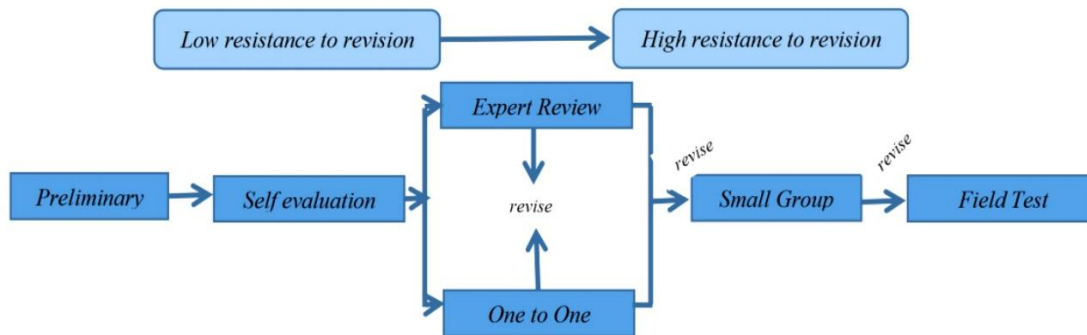 Low resistance to revision
High resistance to revision
Expert Review
revise
revise
Preliminary
Self evaluation
revise
Small Group
Field Test
One to One